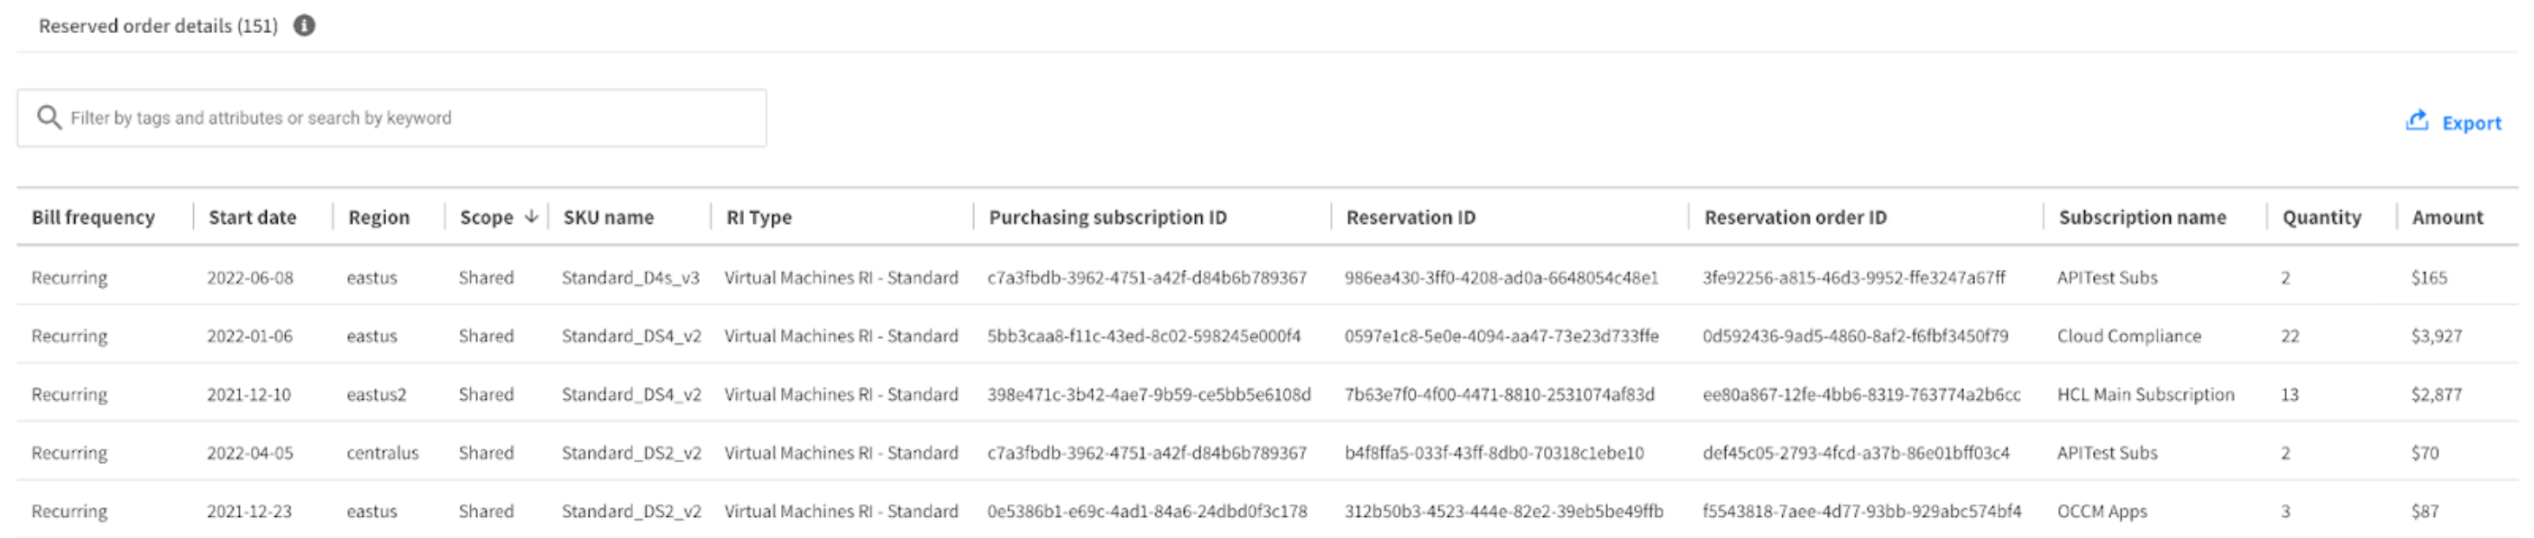 Reserved order details (151)
Filter by tags and attributes or search by keyword
Export
Bill frequency Start date Region Scope SKU name RI Type Purchasing subscription ID Reservation ID Reservation order ID Subscription name Quantity Amount
Recurring 2022-06-08 eastus Shared Standard_D4s_v3 Virtual Machines RI - Standard c7a3fbdb-3962-4751-a42f-d84b6b789367 986ea430-3ff0-4208-ad0a-6648054c48e1 3fe92256-a815-46d3-9952-ffe3247a67ff APITest Subs 2 $165
Recurring 2022-01-06 eastus Shared Standard_DS4_v2 Virtual Machines RI - Standard 5bb3caa8-f11c-43ed-8c02-598245e000f4 0597e1c8-5e0e-4094-aa47-73e23d733ffe 0d592436-9ad5-4860-8af2-f6fbf3450f79 Cloud Compliance 22 $3,927
Recurring 2021-12-10 eastus2 Shared Standard_DS4_v2 Virtual Machines RI - Standard 398e471c-3b42-4ae7-9b59-ce5bb5e6108d 7b63e7f0-4f00-4471-8810-2531074af83d ee80a867-12fe-4bb6-8319-763774a2b6cc HCL Main Subscription 13 $2,877
Recurring 2022-04-05 centralus Shared Standard_DS2_v2 Virtual Machines RI - Standard c7a3fbdb-3962-4751-a42f-d84b6b789367 b4f8ffa5-033f-43ff-8db0-70318c1ebe10 def45c05-2793-4fcd-a37b-86e01bff03c4 APITest Subs 2 $70
Recurring 2021-12-23 eastus Shared Standard_DS2_v2 Virtual Machines RI - Standard 0e5386b1-e69c-4ad1-84a6-24dbd0f3c178 312b50b3-4523-444e-82e2-39eb5be49ffb f5543818-7aee-4d77-93bb-929abc574bf4 OCCM Apps 3 $87